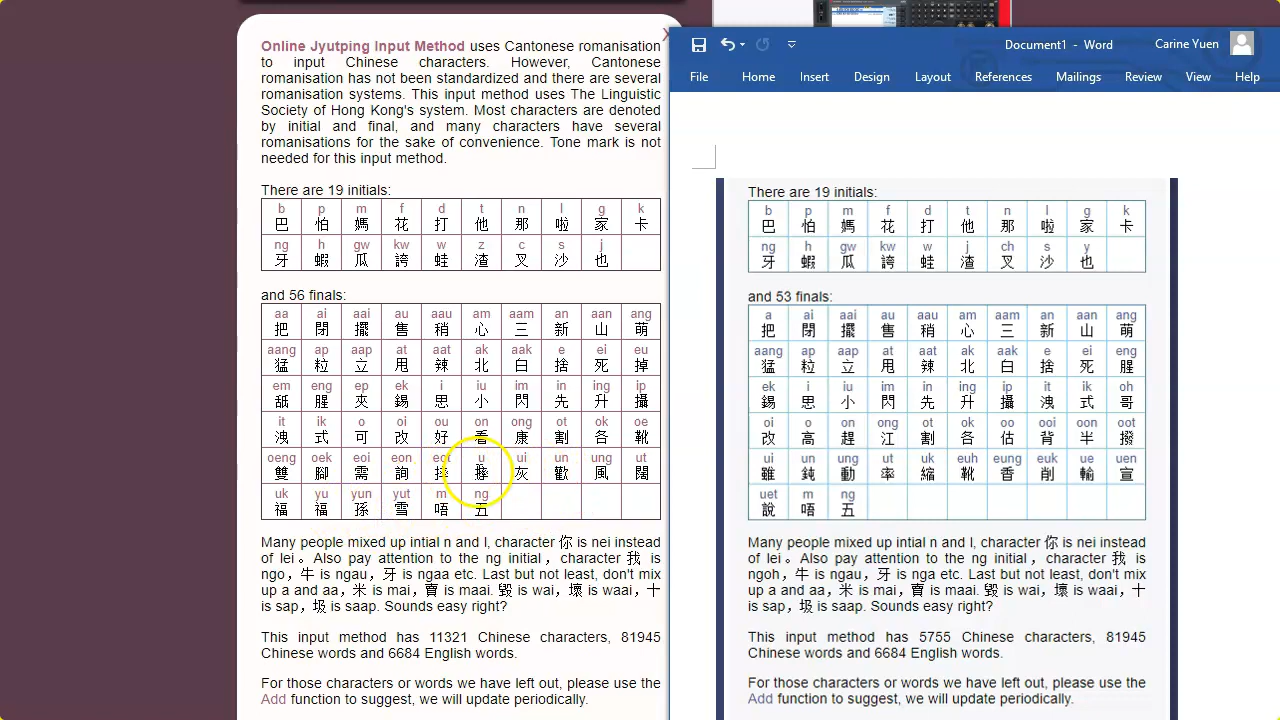 Online Jyutping Input Method uses Cantonese romanisation
to input Chinese characters. However, Cantonese
romanisation has not been standardized and there are several
romanisation systems. This input method uses The Linguistic
Society of Hong Kong's system. Most characters are denoted
by initial and final, and many characters have several
romanisations for the sake of convenience. Tone mark is not
needed for this input method.
There are 19 initials:
b p m f d t n l g k
巴 怕 媽 花 打 他 那 啦 家 卡
ng h gw kw w z c s j
牙 蝦 瓜 誇 蛙 渣 叉 沙 也
and 56 finals:
aa ai aai au aau am aam an aan ang
把 閉 擺 售 稍 心 三 新 山 萌
aang ap aap at aat ak aak e ei eu
猛 粒 立 甩 辣 北 白 捨 死 掉
em eng ep ek i iu im in ing ip
舐 腥 夾 錫 思 小 閃 先 升 攝
it ik o oi ou on ong ot ok oe
洩 式 可 改 好 看 康 割 各 靴
oeng oek eoi eon eot u ui un ung ut
雙 腳 需 詢 灰 歡 風 闊
uk yu yun yut m ng
福 福 孫 雪 唔 五
Many people mixed up intial n and l, character 你 is nei instead
of lei。Also pay attention to the ng initial，character 我 is
ngo，牛 is ngau，牙 is ngaa etc. Last but not least, don't mix
up a and aa，米 is mai，賣 is maai. 毀 is wai，壞 is waai，十
is sap，圾 is saap. Sounds easy right?
This input method has 11321 Chinese characters, 81945
Chinese words and 6684 English words.
For those characters or words we have left out, please use the
Add function to suggest, we will update periodically.
X
Document1 - Word Carine Yuen
File Home Insert Design Layout References Mailings Review View Help
There are 19 initials:
b p m f d t n l g k
巴 怕 媽 花 打 他 那 啦 家 卡
ng h gw kw w j ch s y
牙 蝦 瓜 誇 蛙 渣 叉 沙 也
and 53 finals:
a ai aai au aau am aam an aan ang
把 閉 擺 售 稍 心 三 新 山 萌
aang ap aap at aat ak aak e ei eng
猛 粒 立 甩 辣 北 白 捨 死 腥
ek i iu im in ing ip it ik oh
錫 思 小 閃 先 升 攝 洩 式 哥
oi o on ong ot ok oo ooi oon oot
改 高 趕 江 割 各 估 背 半 撥
ui un ung ut uk euh eung euk ue uen
雖 鈍 動 率 縮 靴 香 削 輸 宣
uet m ng
說 唔 五
Many people mixed up intial n and l, character 你 is nei instead
of lei。Also pay attention to the ng initial，character 我 is
ngoh，牛 is ngau，牙 is nga etc. Last but not least, don't mix
up a and aa，米 is mai，賣 is maai. 毀 is wai，壞 is waai，十
is sap，圾 is saap. Sounds easy right?
This input method has 5755 Chinese characters, 81945
Chinese words and 6684 English words.
For those characters or words we have left out, please use the
Add function to suggest, we will update periodically.